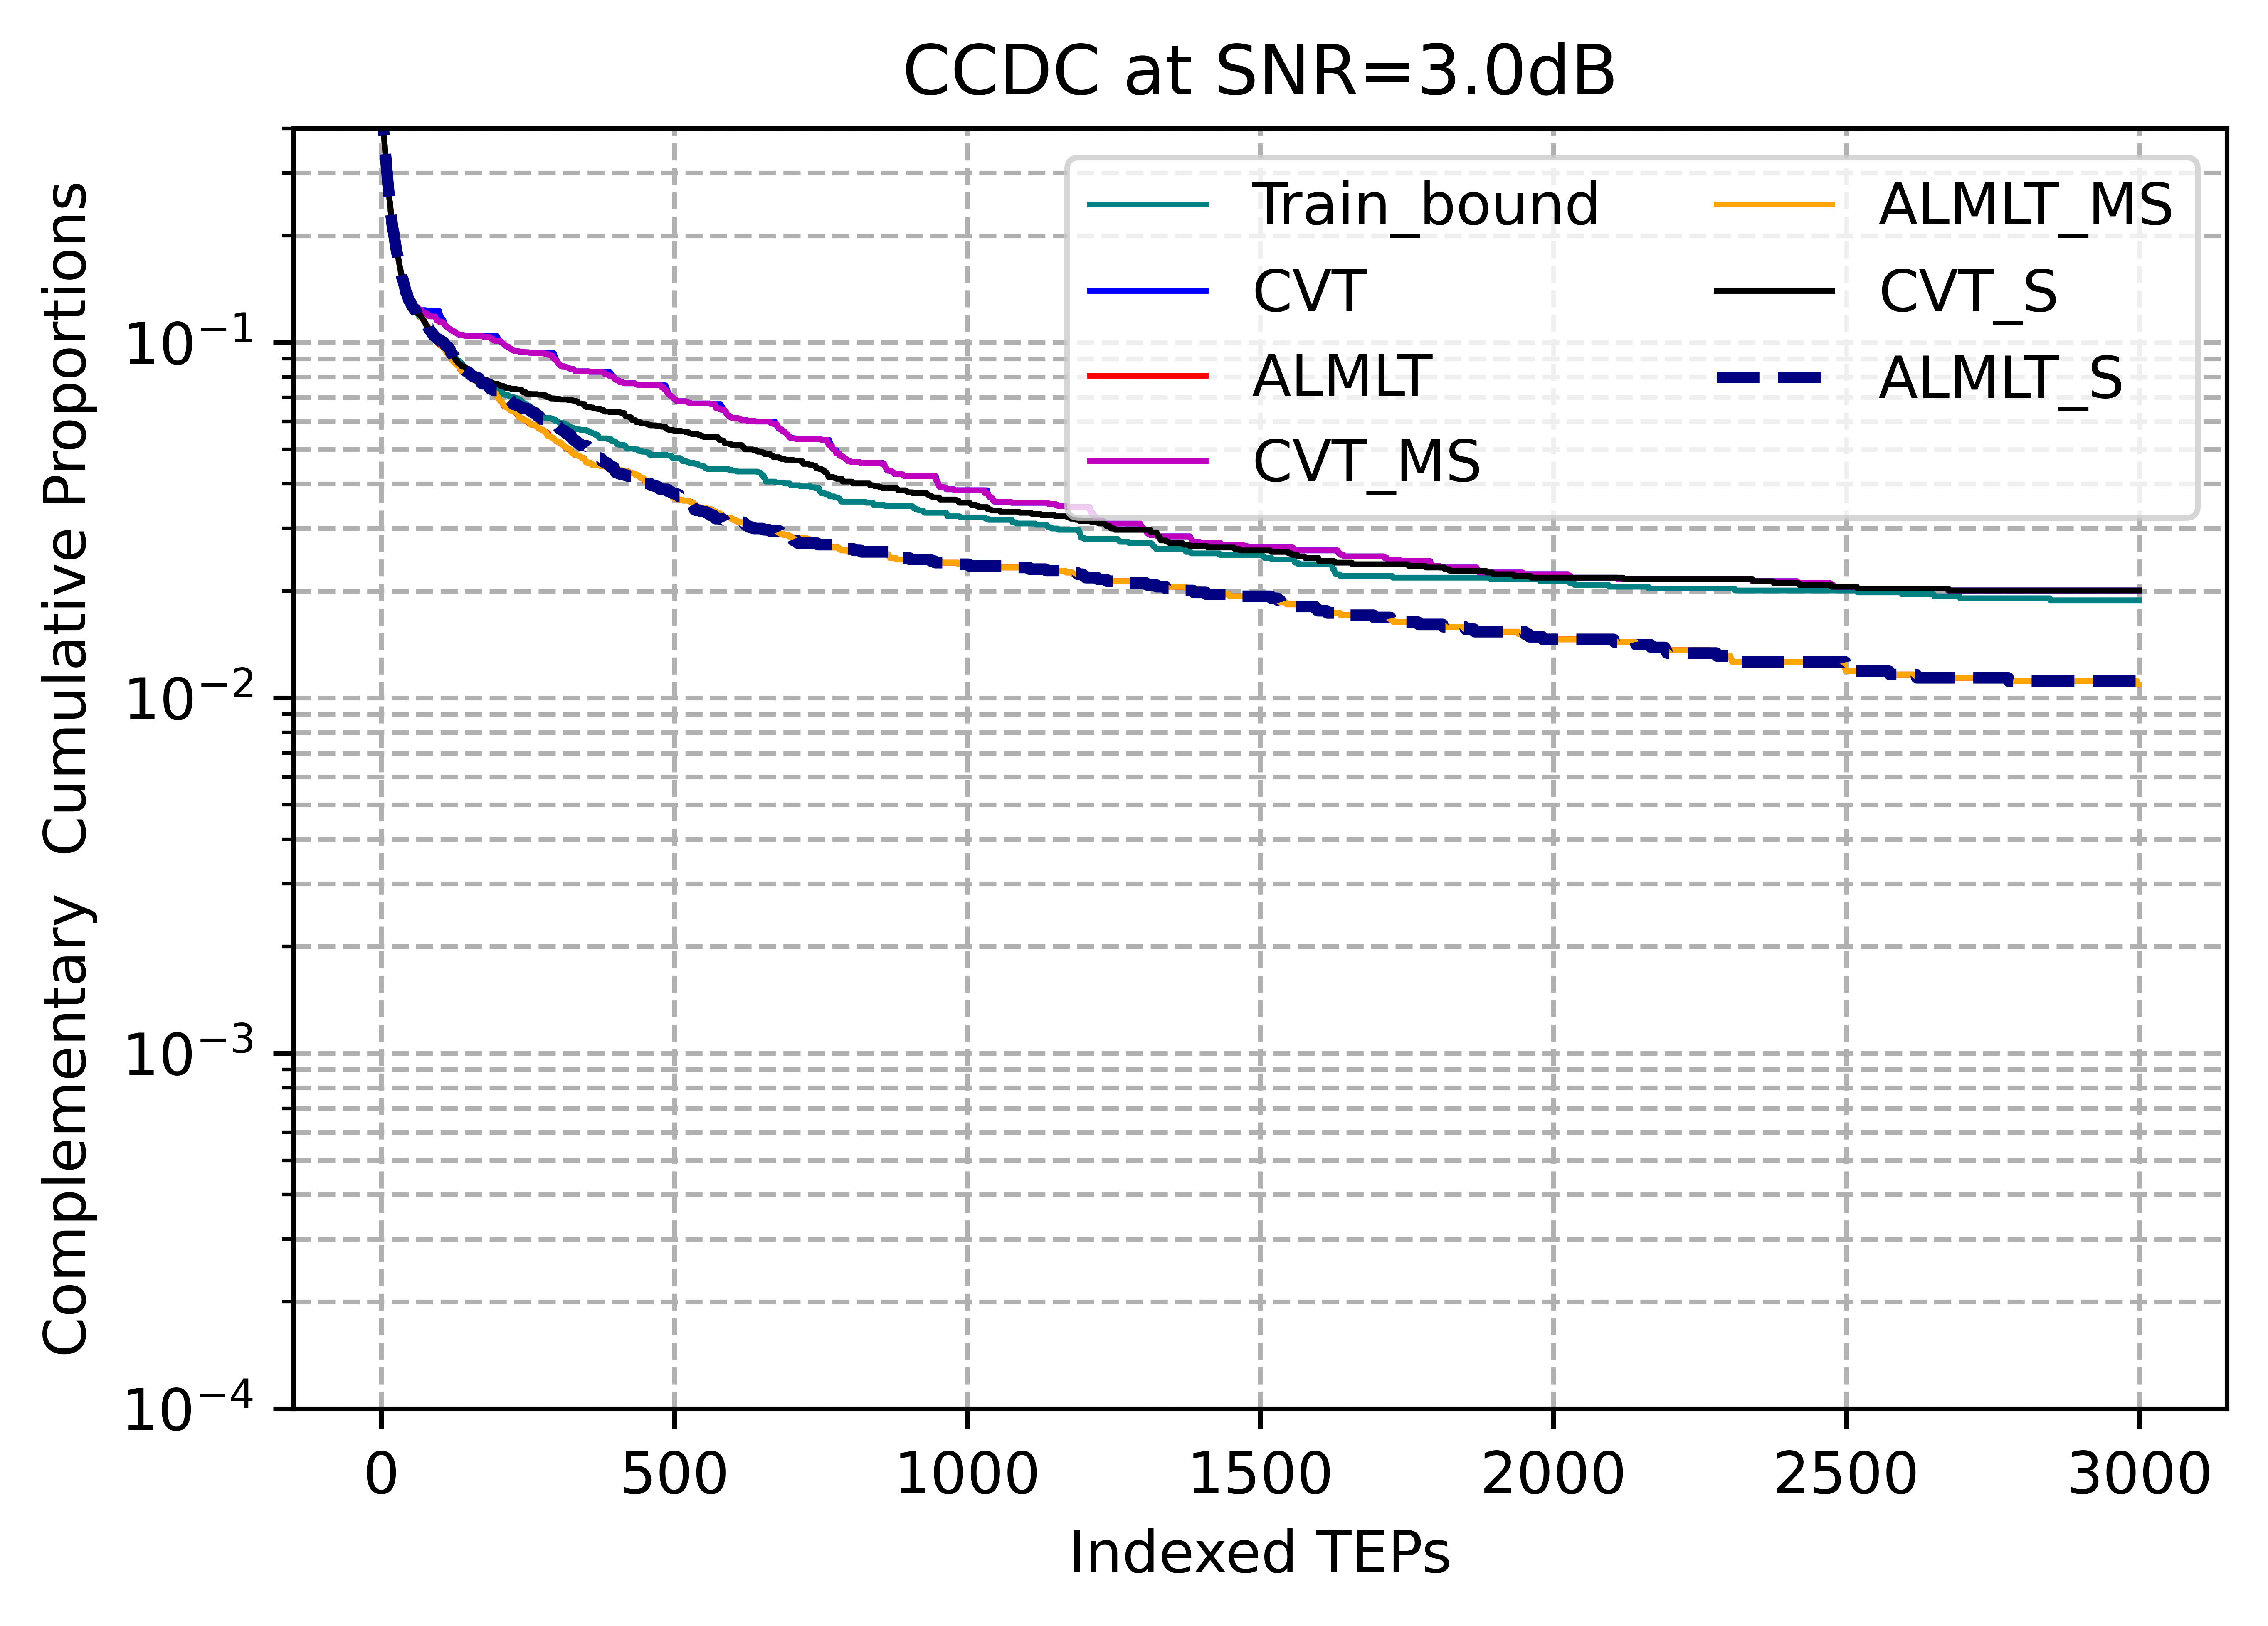 CCDC at SNR=3.0dB
Complementary Cumulative Proportions
10⁻¹
10⁻²
10⁻³
10⁻⁴
Train_bound
CVT
ALMLT
CVT_MS
ALMLT_MS
CVT_S
ALMLT_S
0 500 1000 1500 2000 2500 3000
Indexed TEPs